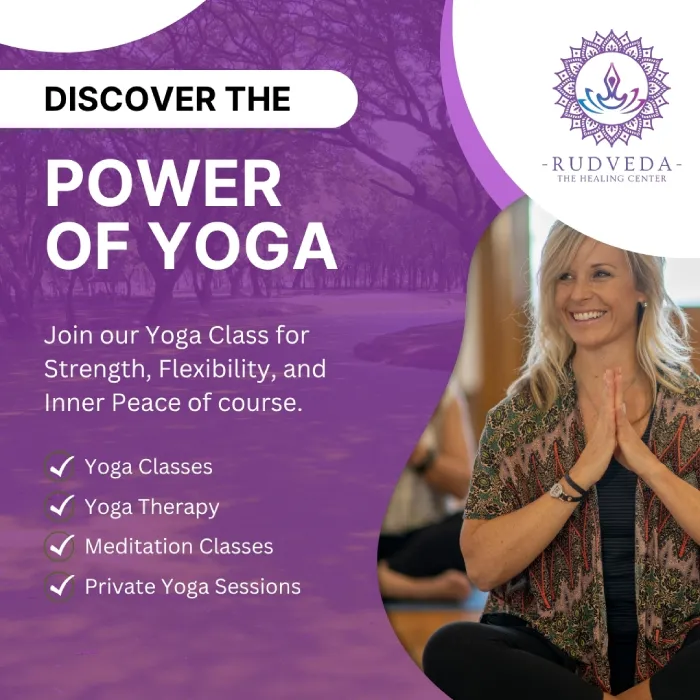 DISCOVER THE
-RUDVEDA-
THE HEALING CENTER
POWER
OF YOGA
Join our Yoga Class for
Strength, Flexibility, and
Inner Peace of course.
Yoga Classes
Yoga Therapy
Meditation Classes
Private Yoga Sessions